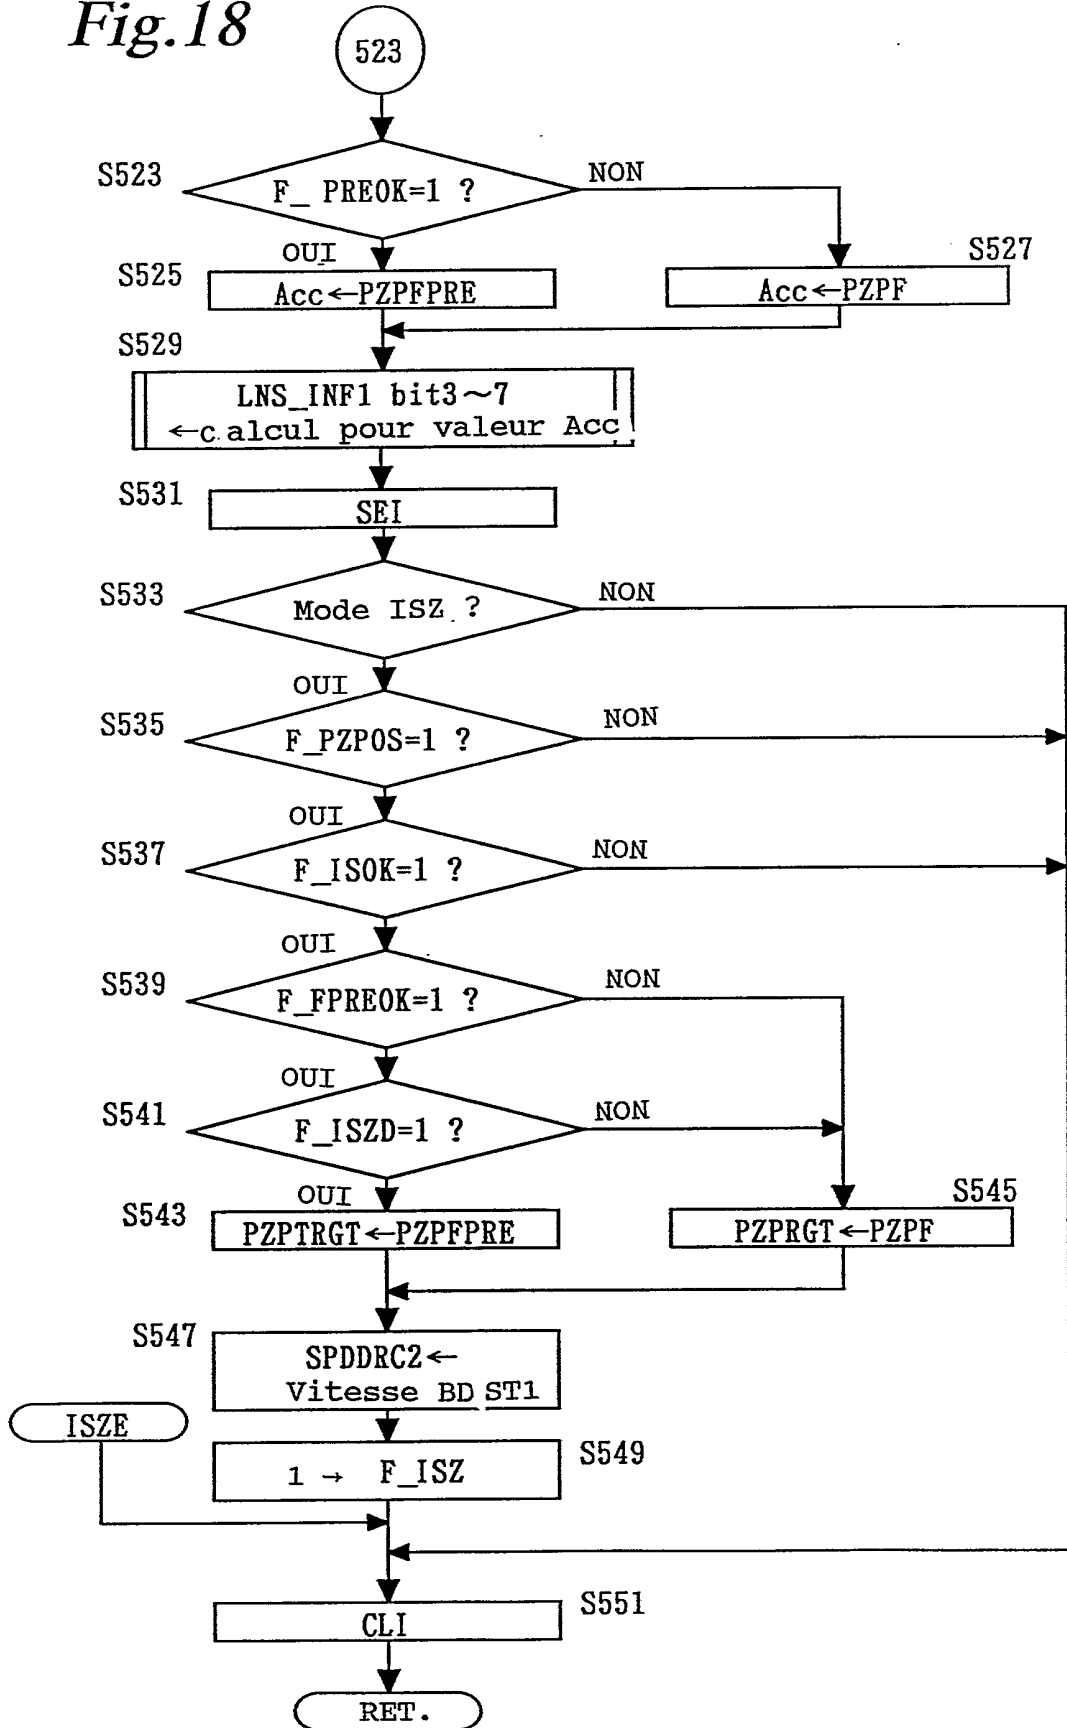 Fig.18
523
S523
F_ PREOK=1 ?
NON
OUI
S525
Acc←PZPFPRE
S527
Acc←PZPF
S529
LNS_INF1 bit3~7
←calcul pour valeur Acc
S531
SEI
S533
Mode ISZ ?
NON
OUI
S535
F_PZPOS=1 ?
NON
OUI
S537
F_ISOK=1 ?
NON
OUI
S539
F_FPREOK=1 ?
NON
OUI
S541
F_ISZD=1 ?
NON
OUI
S543
PZPTRGT←PZPFPRE
S545
PZPRGT←PZPF
S547
SPDDRC2←
Vitesse BD ST1
ISZE
S549
1 → F_ISZ
S551
CLI
RET.